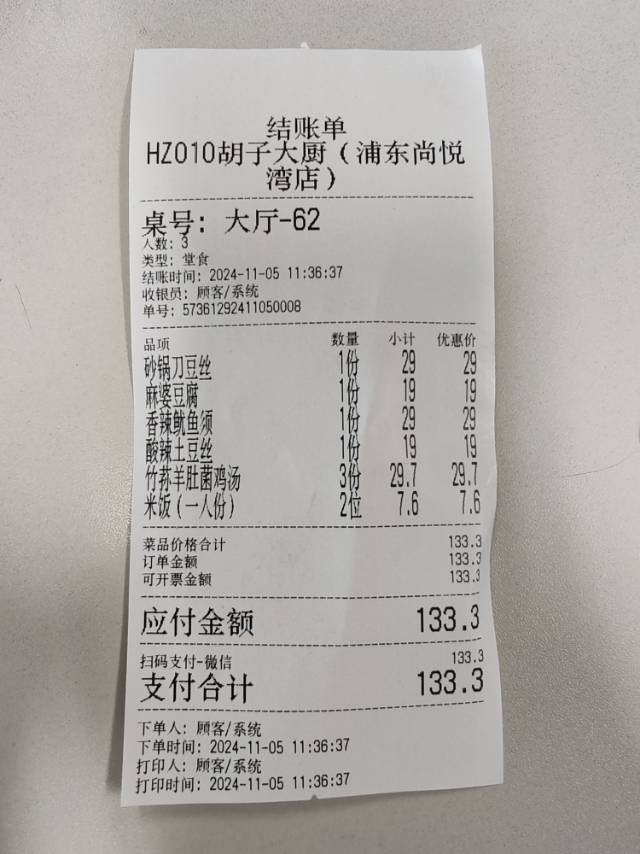 结账单
HZ010胡子大厨（浦东尚悦
湾店）
桌号: 大厅-62
人数: 3
类型: 堂食
结账时间: 2024-11-05 11:36:37
收银员: 顾客/系统
单号: 57361292411050008
品项 数量 小计 优惠价
砂锅刀豆丝 1份 29 29
麻婆豆腐 1份 19 19
香辣鱿鱼须 1份 29 29
酸辣土豆丝 1份 19 19
竹荪羊肚菌鸡汤 3份 29.7 29.7
米饭（一人份） 2位 7.6 7.6
菜品价格合计 133.3
订单金额 133.3
可开票金额 133.3
应付金额 133.3
扫码支付-微信 133.3
支付合计 133.3
下单人: 顾客/系统
下单时间: 2024-11-05 11:36:37
打印人: 顾客/系统
打印时间: 2024-11-05 11:36:37